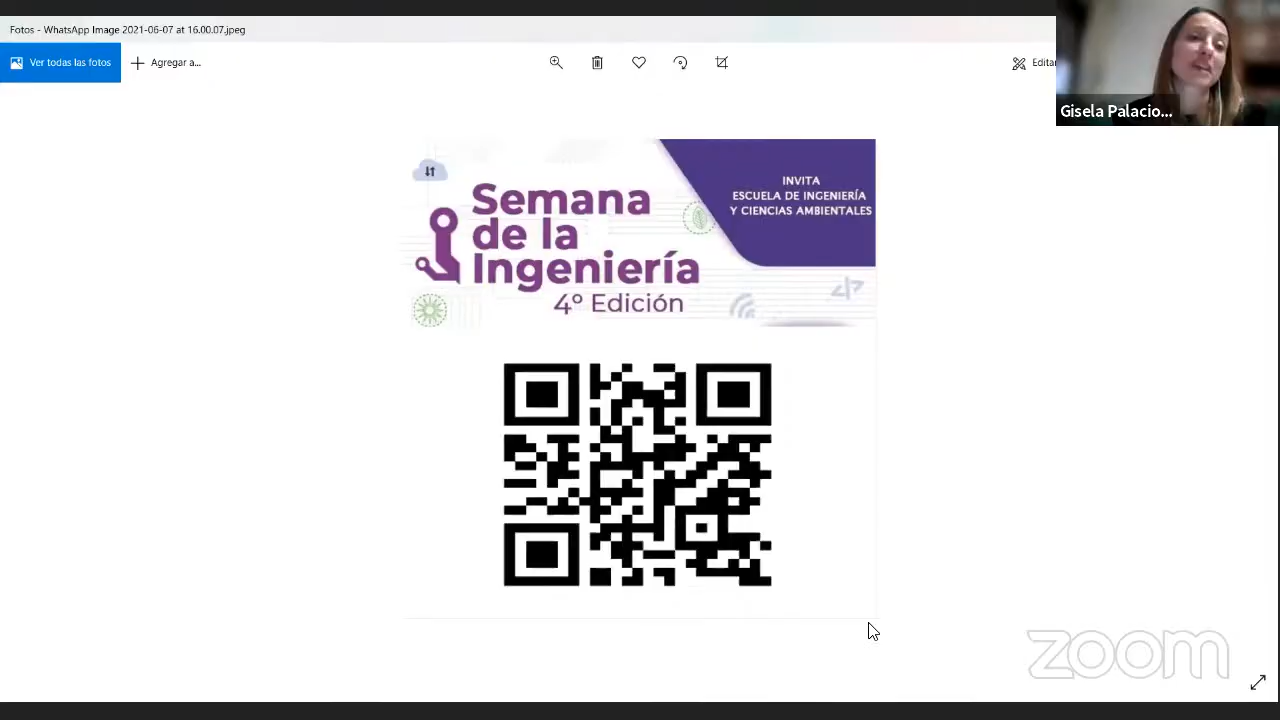 Fotos - WhatsApp Image 2021-06-07 at 16.00.07.jpeg
Ver todas las fotos
Agregar a...
Editar
Gisela Palacio...
INVITA
ESCUELA DE INGENIERÍA
Y CIENCIAS AMBIENTALES
Semana
de la
Ingeniería
4º Edición
zoom